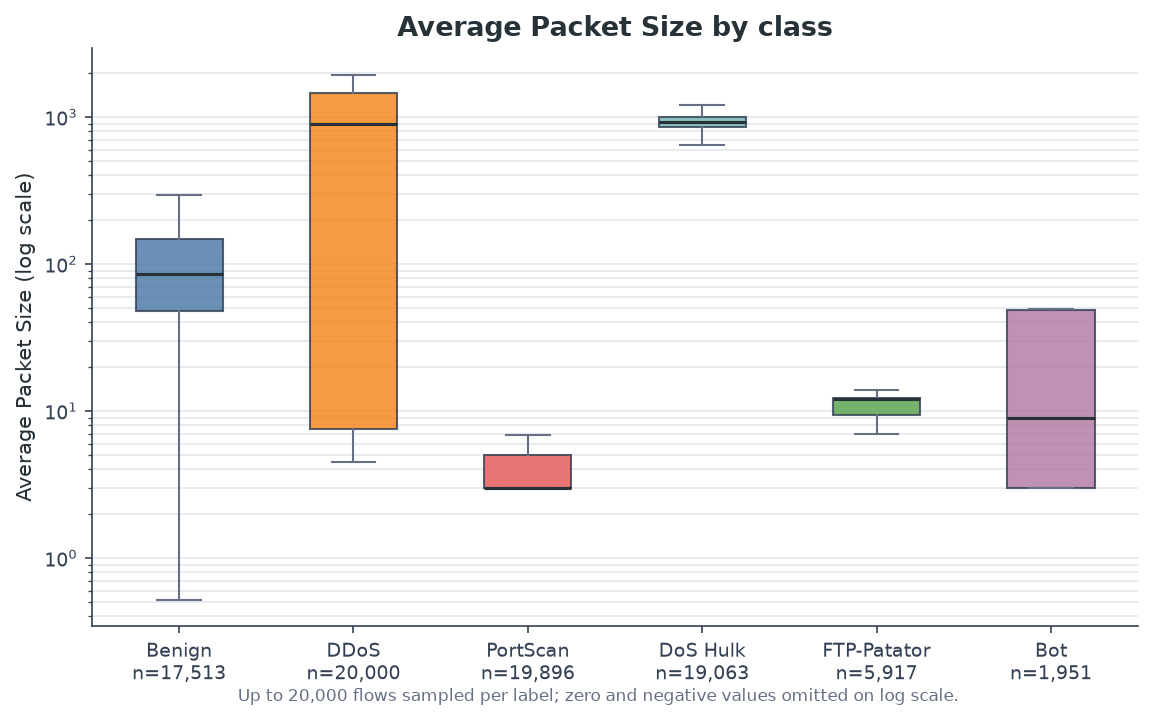 Average Packet Size by class
Average Packet Size (log scale)
10³
10²
10¹
10⁰
Benign DDoS PortScan DoS Hulk FTP-Patator Bot
n=17,513 n=20,000 n=19,896 n=19,063 n=5,917 n=1,951
Up to 20,000 flows sampled per label; zero and negative values omitted on log scale.